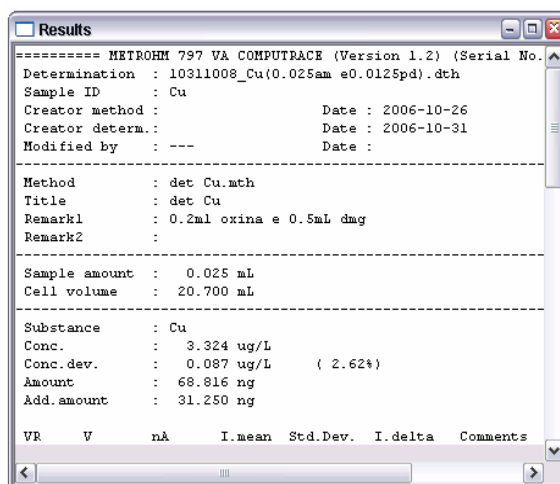 Results
========== METROHM 797 VA COMPUTRACE (Version 1.2) (Serial No.
Determination : 10311008_Cu(0.025am e0.0125pd).dth
Sample ID : Cu
Creator method : Date : 2006-10-26
Creator determ.: Date : 2006-10-31
Modified by : --- Date :
Method : det Cu.mth
Title : det Cu
Remark1 : 0.2ml oxina e 0.5mL dmg
Remark2 :
Sample amount : 0.025 mL
Cell volume : 20.700 mL
Substance : Cu
Conc. : 3.324 ug/L
Conc.dev. : 0.087 ug/L ( 2.62%)
Amount : 68.816 ng
Add.amount : 31.250 ng
VR V nA I.mean Std.Dev. I.delta Comments